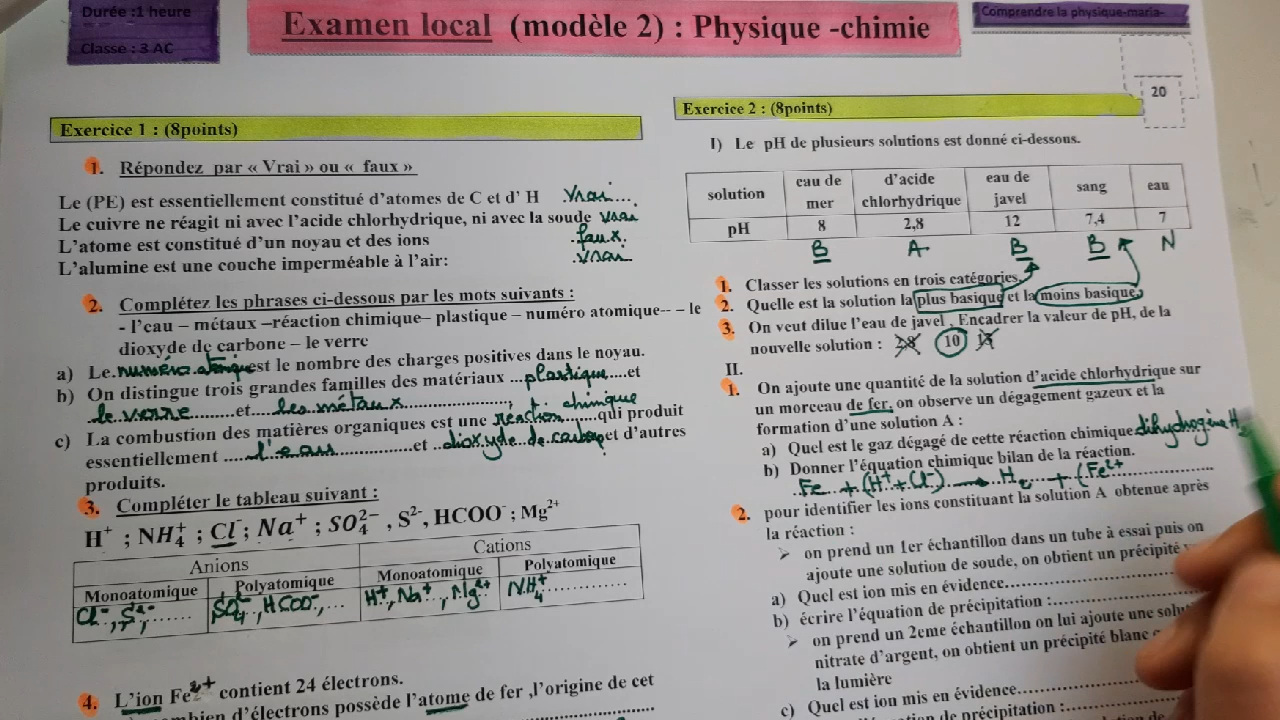 Durée :1 heure
Classe : 3 AC
Examen local (modèle 2) : Physique -chimie
Comprendre la physique-maria-
20
Exercice 1 : (8points)
1. Répondez par « Vrai » ou « faux »
Le (PE) est essentiellement constitué d'atomes de C et d' H vrai....
Le cuivre ne réagit ni avec l'acide chlorhydrique, ni avec la soude vrai
L'atome est constitué d'un noyau et des ions .faux.
L'alumine est une couche imperméable à l'air: .vrai
2. Complétez les phrases ci-dessous par les mots suivants :
- l'eau – métaux –réaction chimique– plastique – numéro atomique-- – le
dioxyde de carbone – le verre
a) Le.numéro atomique est le nombre des charges positives dans le noyau.
b) On distingue trois grandes familles des matériaux ...plastique....et
le verre........et....les métaux....................,
c) La combustion des matières organiques est une réaction chimique......qui produit
essentiellement .....l'eau..................et ..dioxyde de carbone et d'autres
produits.
3. Compléter le tableau suivant :
H⁺ ; NH₄⁺ ; Cl⁻; Na⁺ ; SO₄²⁻ , S²⁻, HCOO⁻ ; Mg²⁺
Anions Cations
Monoatomique Polyatomique Monoatomique Polyatomique
Cl⁻, S²⁻, ....... SO₄²⁻, HCOO⁻, ... H⁺, Na⁺, Mg²⁺ NH₄⁺............
4. L'ion Fe²⁺ contient 24 électrons.
d'électrons possède l'atome de fer ,l'origine de cet
Exercice 2 : (8points)
I) Le pH de plusieurs solutions est donné ci-dessous.
solution eau de mer d'acide chlorhydrique eau de javel sang eau
pH 8 2,8 12 7,4 7
B A B B N
1. Classer les solutions en trois catégories.
2. Quelle est la solution la plus basique et la moins basique.
3. On veut dilue l'eau de javel . Encadrer la valeur de pH, de la
nouvelle solution : 10
II.
1. On ajoute une quantité de la solution d'acide chlorhydrique sur
un morceau de fer, on observe un dégagement gazeux et la
formation d'une solution A :
a) Quel est le gaz dégagé de cette réaction chimique dihydrogène H₂
b) Donner l'équation chimique bilan de la réaction.
Fe + (H⁺ + Cl⁻) → H₂ + (Fe²⁺..................
2. pour identifier les ions constituant la solution A obtenue après
la réaction :
➢ on prend un 1er échantillon dans un tube à essai puis on
ajoute une solution de soude, on obtient un précipité
a) Quel est ion mis en évidence..........................
b) écrire l'équation de précipitation :....................
➢ on prend un 2eme échantillon on lui ajoute une
nitrate d'argent, on obtient un précipité blanc
la lumière
c) Quel est ion mis en évidence.....................
de précipitation :....................